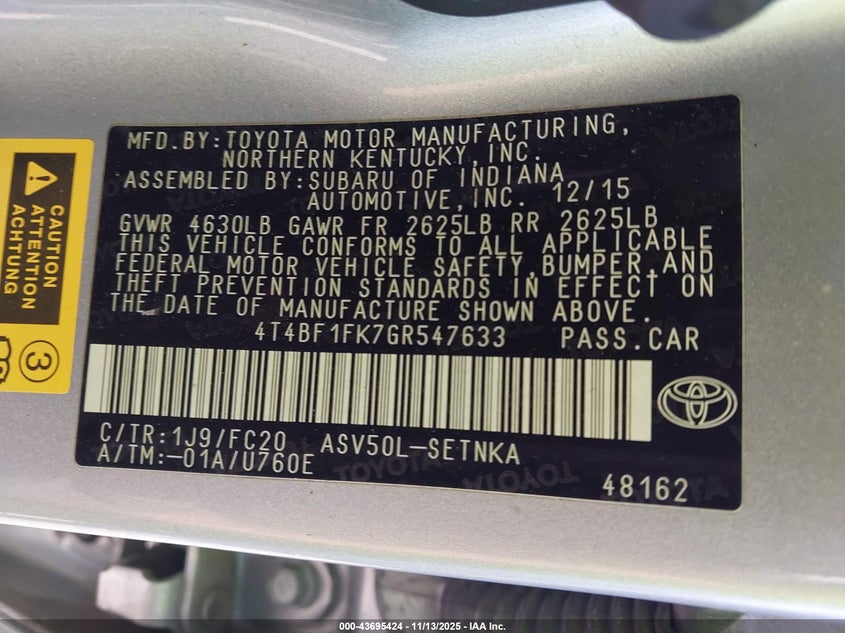 MFD.BY:TOYOTA MOTOR MANUFACTURING,
NORTHERN KENTUCKY,INC.
ASSEMBLED BY:SUBARU OF INDIANA
AUTOMOTIVE,INC. 12/15
GVWR 4630LB GAWR FR 2625LB RR 2625LB
THIS VEHICLE CONFORMS TO ALL APPLICABLE
FEDERAL MOTOR VEHICLE SAFETY,BUMPER,AND
THEFT PREVENTION STANDARDS IN EFFECT ON
THE DATE OF MANUFACTURE SHOWN ABOVE.
4T4BF1FK7GR547633 PASS.CAR
C/TR:1J9/FC20 ASV50L-SETNKA
A/TM:-01A/U760E
48162
CAUTION
ATTENTION
ACHTUNG
3
000-43695424 - 11/13/2025 - IAA Inc.